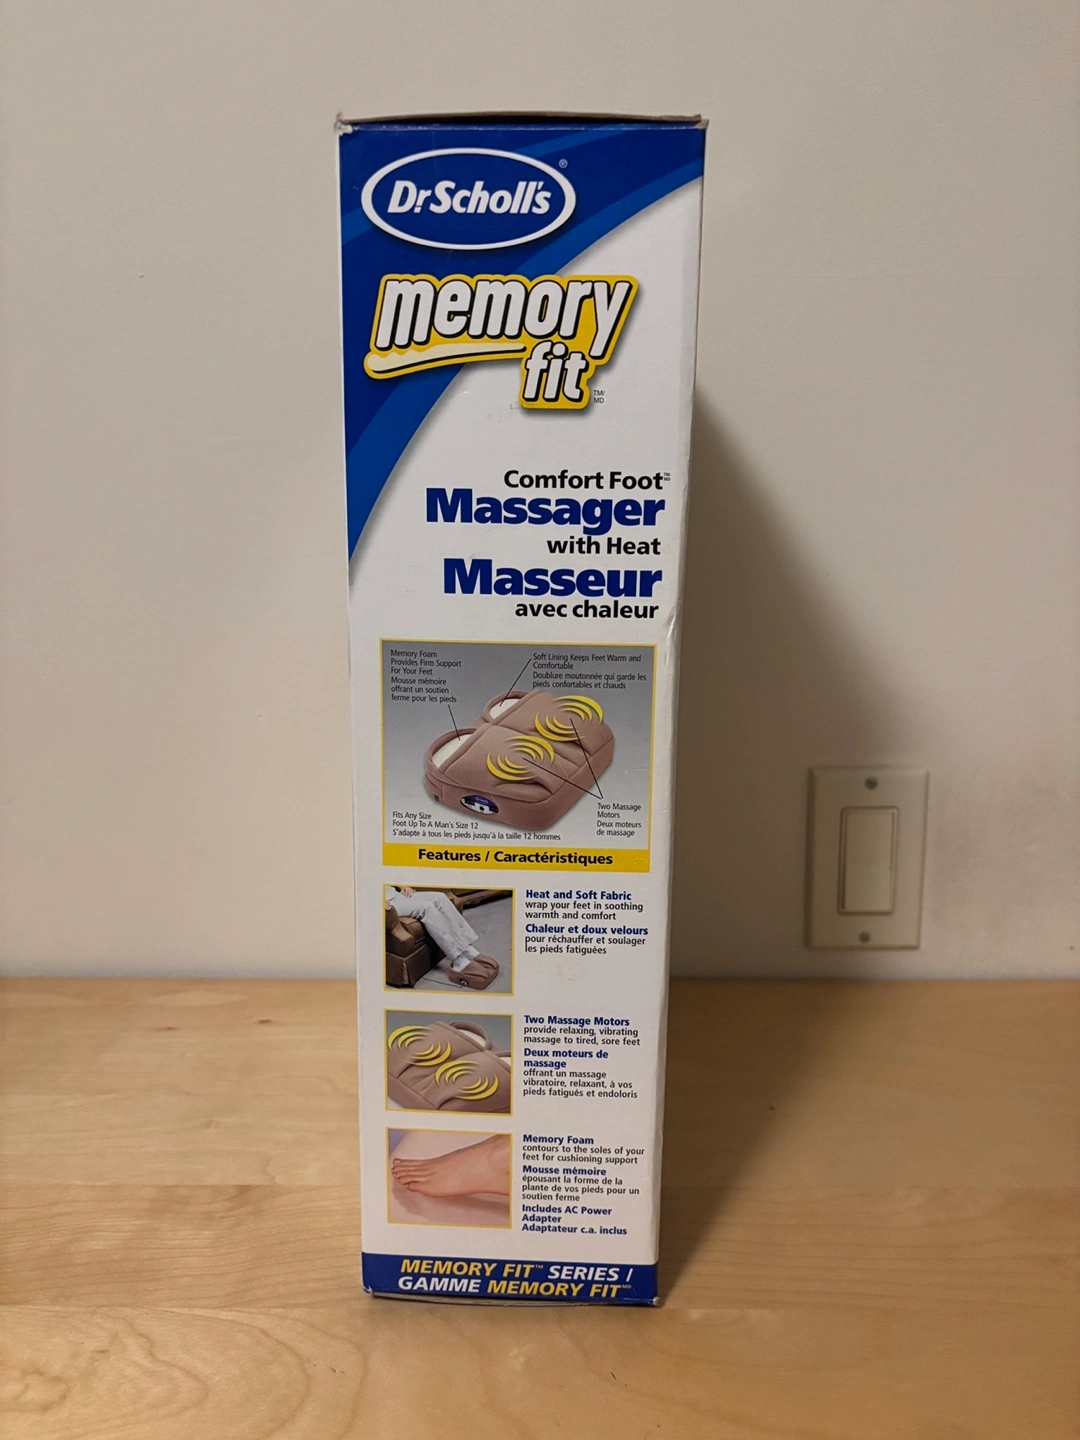 Dr. Scholl's®
memory
fit TM/
MD
Comfort Foot
Massager
with Heat
Masseur
avec chaleur
Memory Foam
Provides Firm Support
For Your Feet
Mousse mémoire
offrant un soutien
ferme pour les pieds
Soft Lining Keeps Feet Warm and
Comfortable
Doublure moutonnée qui garde les
pieds confortables et chauds
Two Massage
Motors
Deux moteurs
de massage
Fits Any Size
Foot Up To A Man's Size 12
S'adapte à tous les pieds jusqu'à la taille 12 hommes
Features / Caractéristiques
Heat and Soft Fabric
wrap your feet in soothing
warmth and comfort
Chaleur et doux velours
pour réchauffer et soulager
les pieds fatiguées
Two Massage Motors
provide relaxing, vibrating
massage to tired, sore feet
Deux moteurs de
massage
offrant un massage
vibratoire, relaxant, à vos
pieds fatigués et endoloris
Memory Foam
contours to the soles of your
feet for cushioning support
Mousse mémoire
épousant la forme de la
plante de vos pieds pour un
soutien ferme
Includes AC Power
Adapter
Adaptateur c.a. inclus
MEMORY FIT™ SERIES /
GAMME MEMORY FIT MD